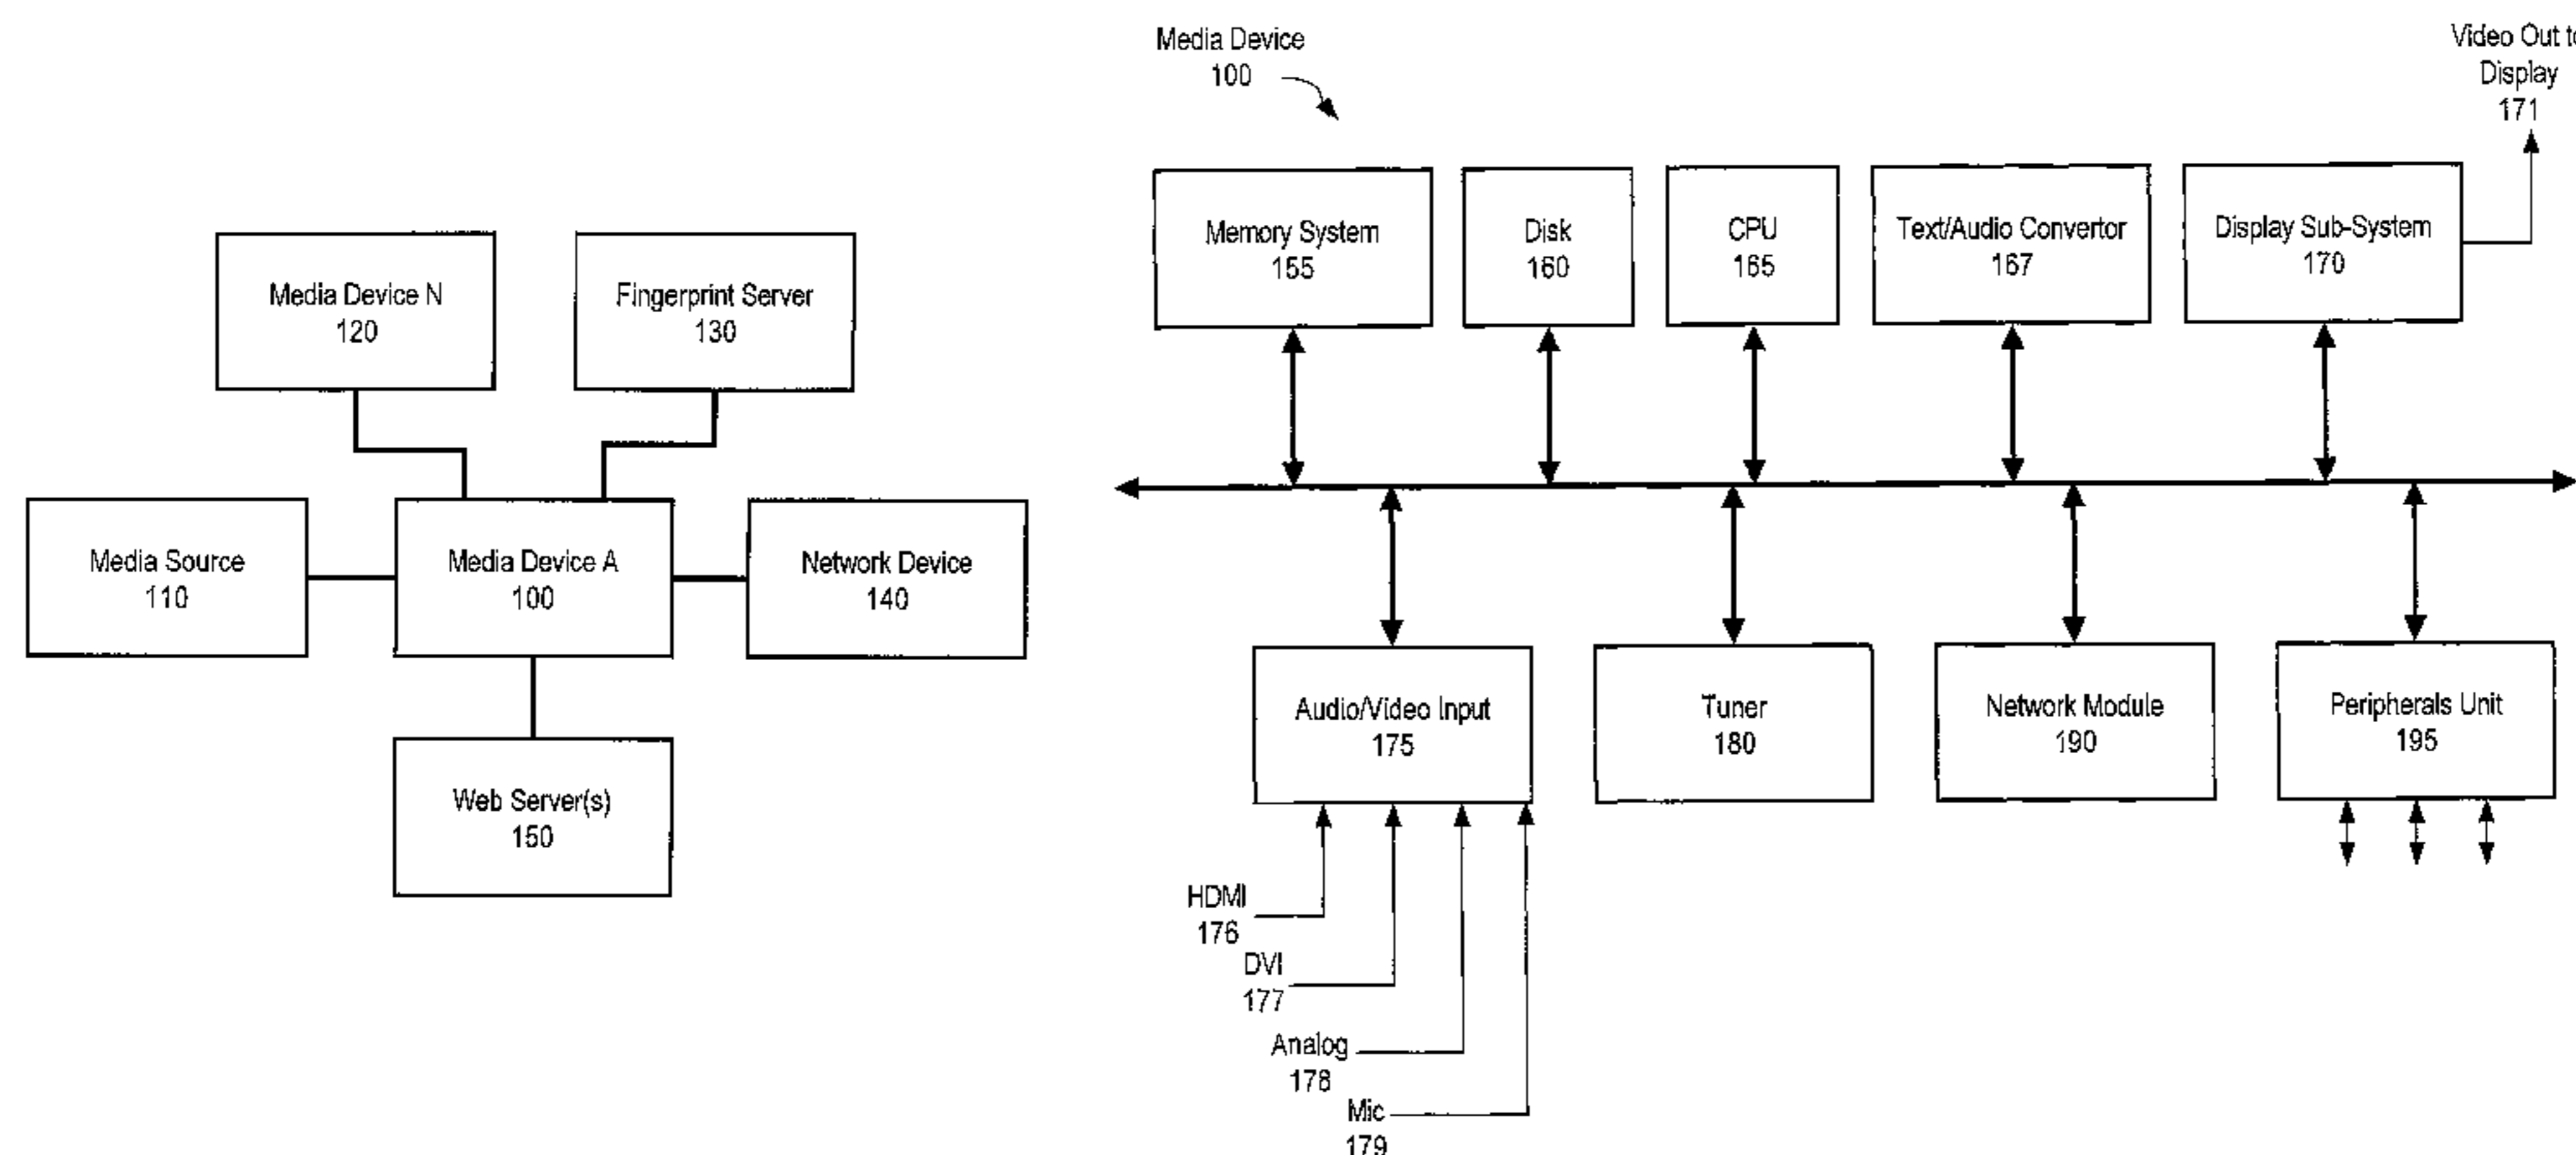 Media Device N
120
Fingerprint Server
130
Media Source
110
Media Device A
100
Network Device
140
Web Server(s)
150
Media Device
100
Video Out to
Display
171
Memory System
155
Disk
160
CPU
165
Text/Audio Convertor
167
Display Sub-System
170
Audio/Video Input
175
Tuner
180
Network Module
190
Peripherals Unit
195
HDMI
176
DVI
177
Analog
178
Mic
179